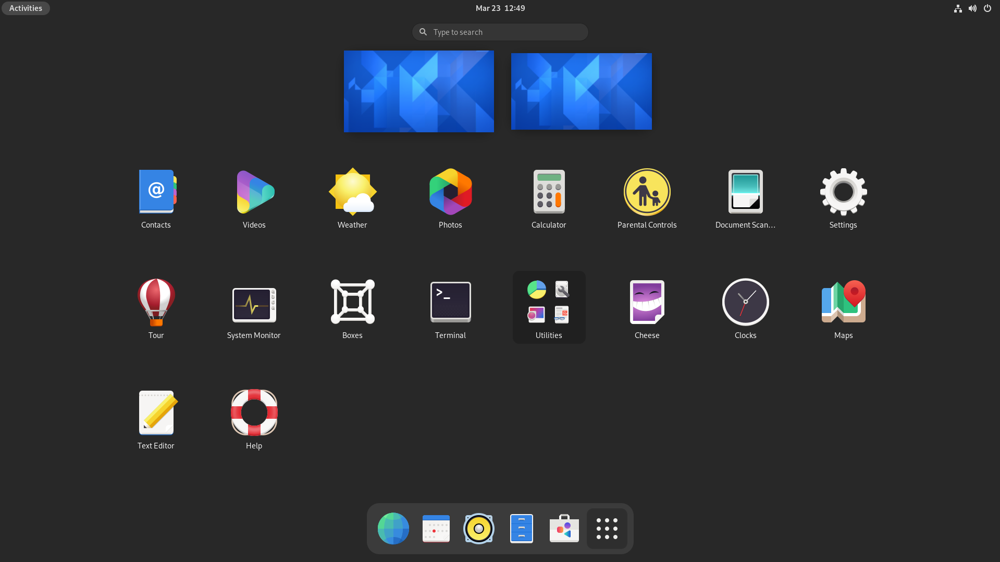 Activities
Mar 23 12:49
Type to search
Contacts
Videos
Weather
Photos
Calculator
Parental Controls
Document Scan…
Settings
Tour
System Monitor
Boxes
Terminal
Utilities
Cheese
Clocks
Maps
Text Editor
Help